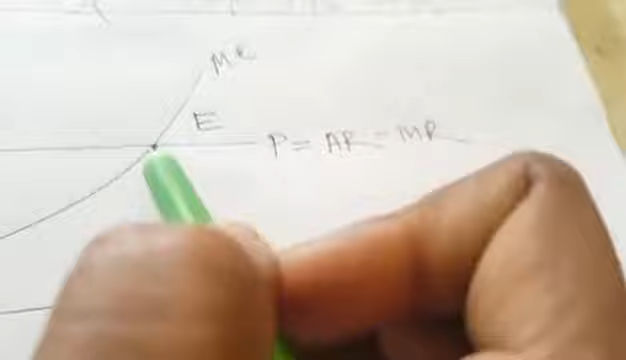 MC
E
P = AR = MR